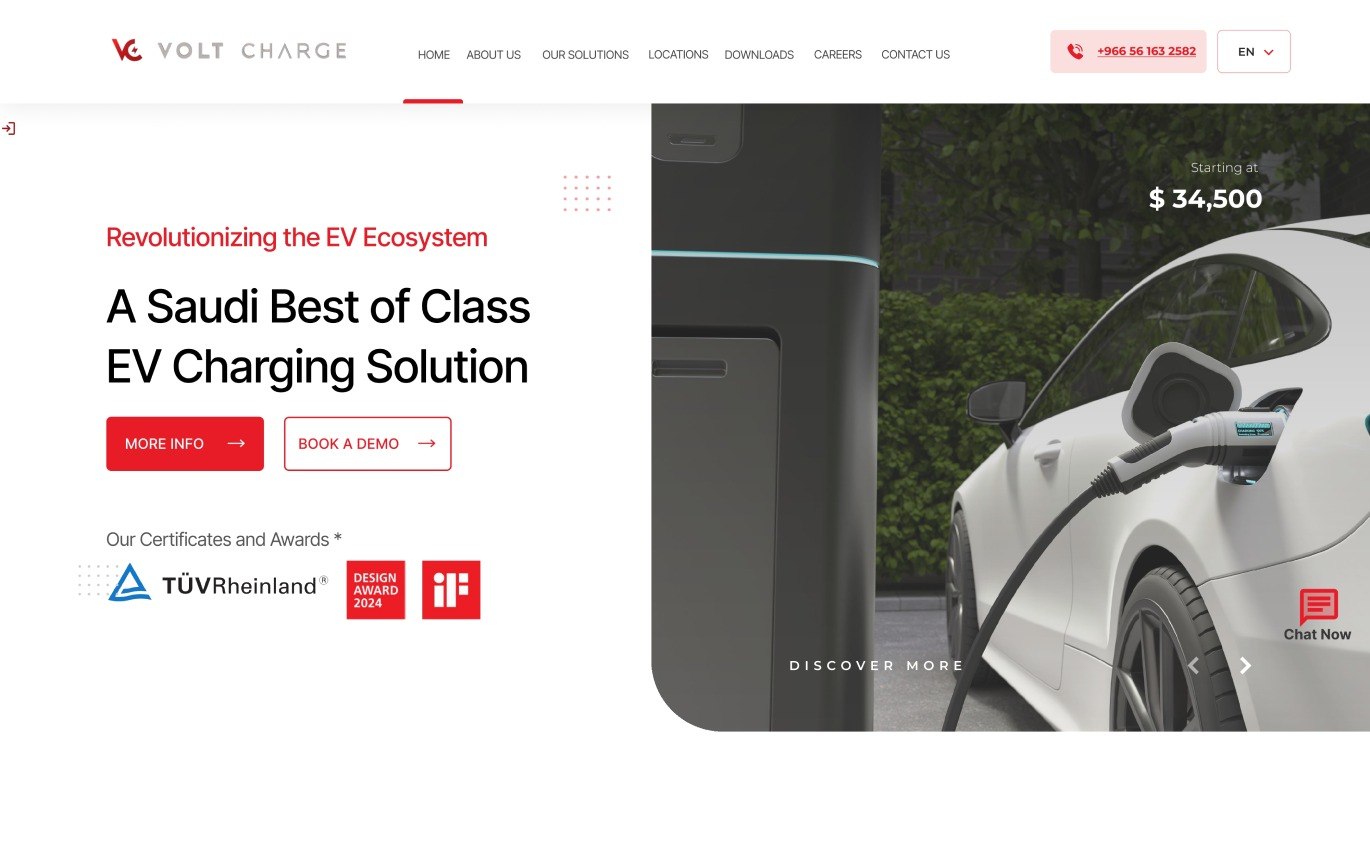 VC VOLT CHARGE
HOME
ABOUT US
OUR SOLUTIONS
LOCATIONS
DOWNLOADS
CAREERS
CONTACT US
+966 56 163 2582
EN
Starting at
$ 34,500
Revolutionizing the EV Ecosystem
A Saudi Best of Class
EV Charging Solution
MORE INFO
BOOK A DEMO
Our Certificates and Awards *
TÜVRheinland®
DESIGN
AWARD
2024
iF
DISCOVER MORE
Chat Now